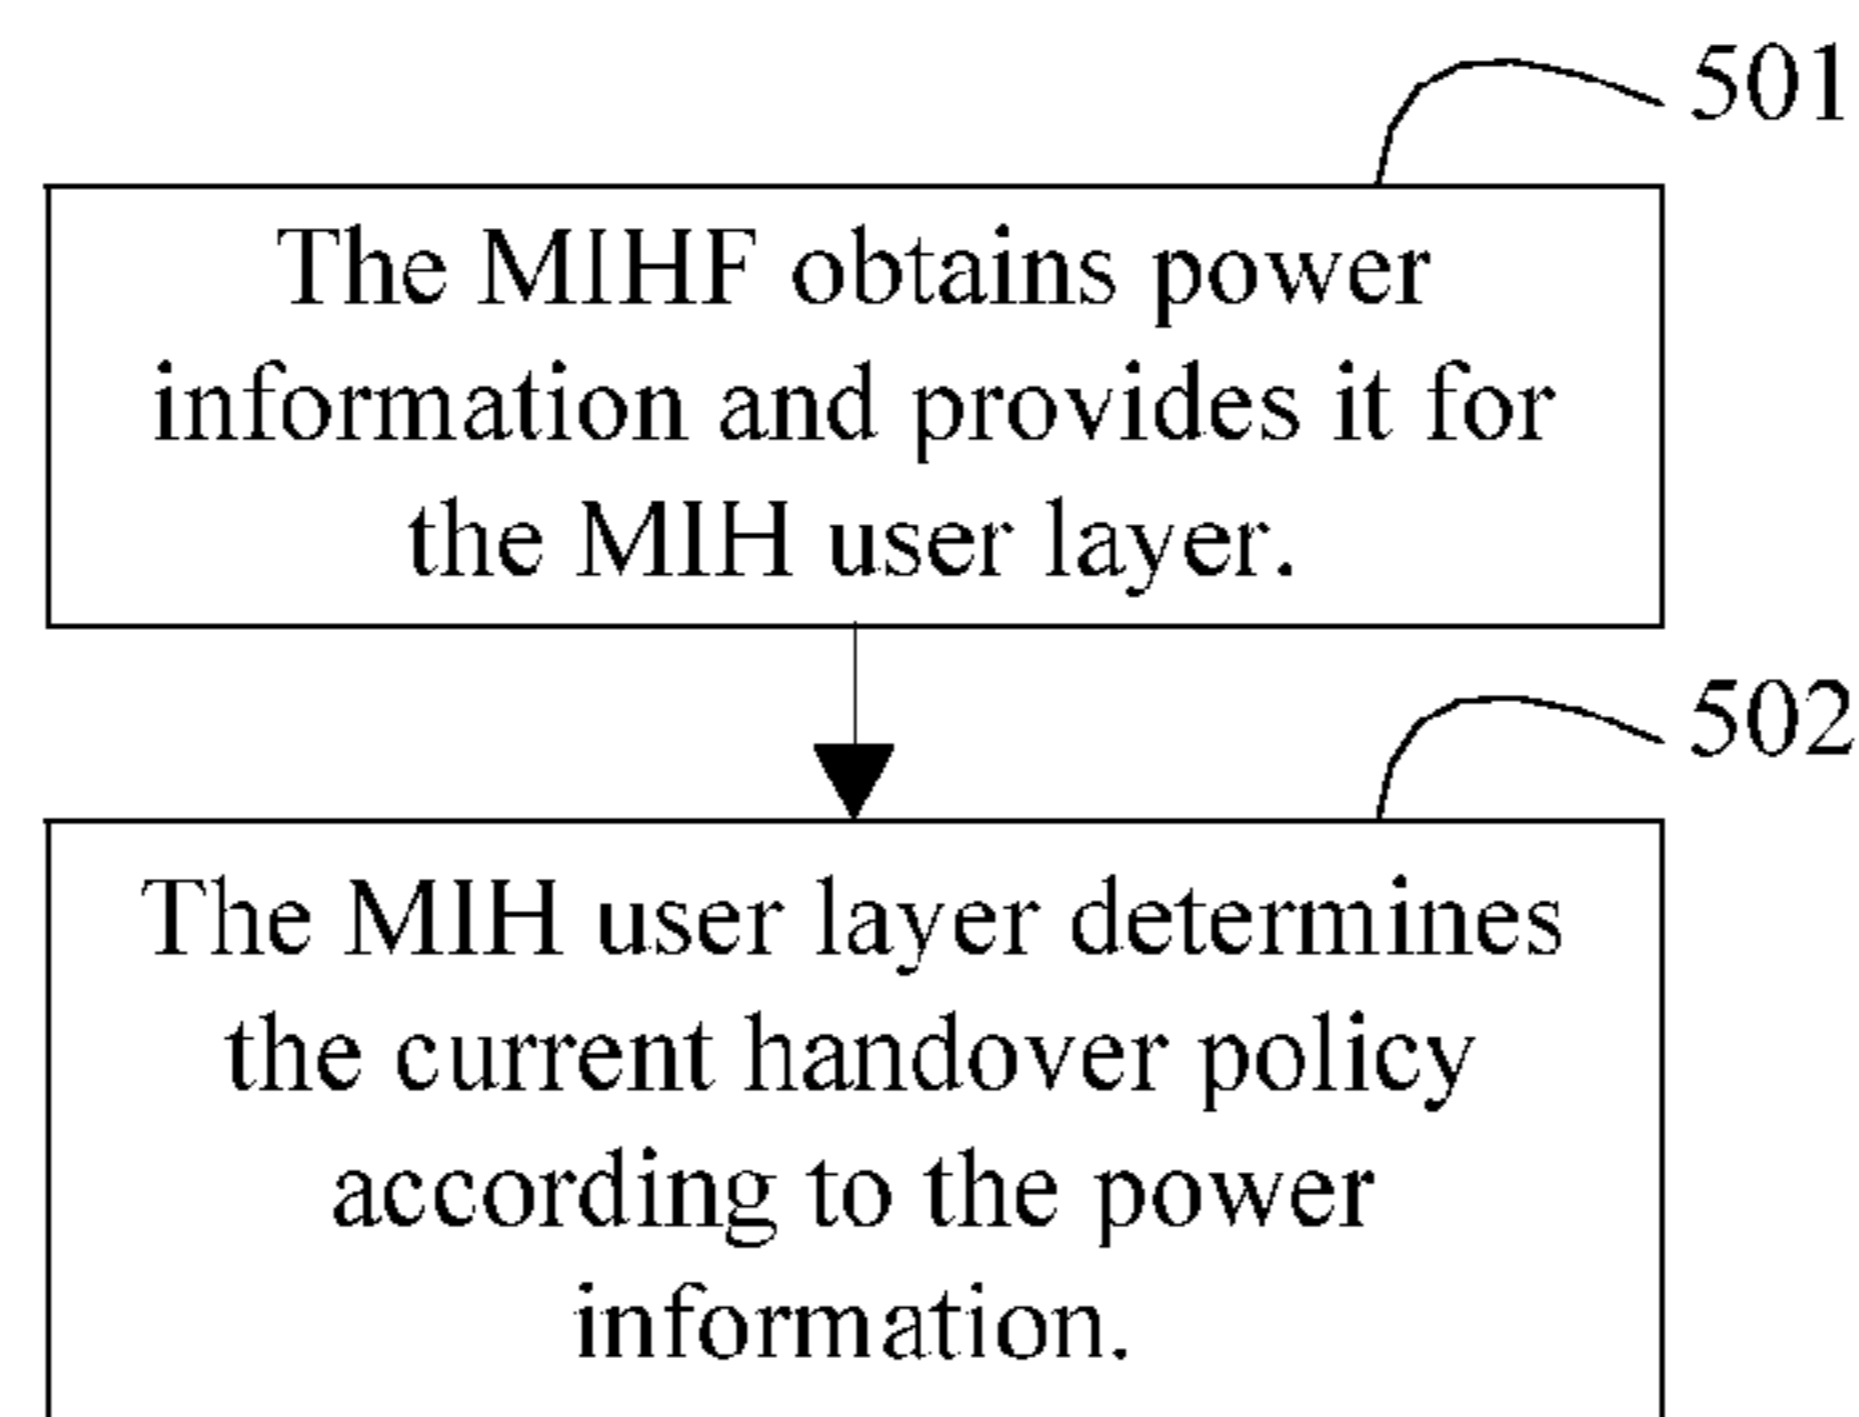 501
The MIHF obtains power
information and provides it for
the MIH user layer.
502
The MIH user layer determines
the current handover policy
according to the power
information.